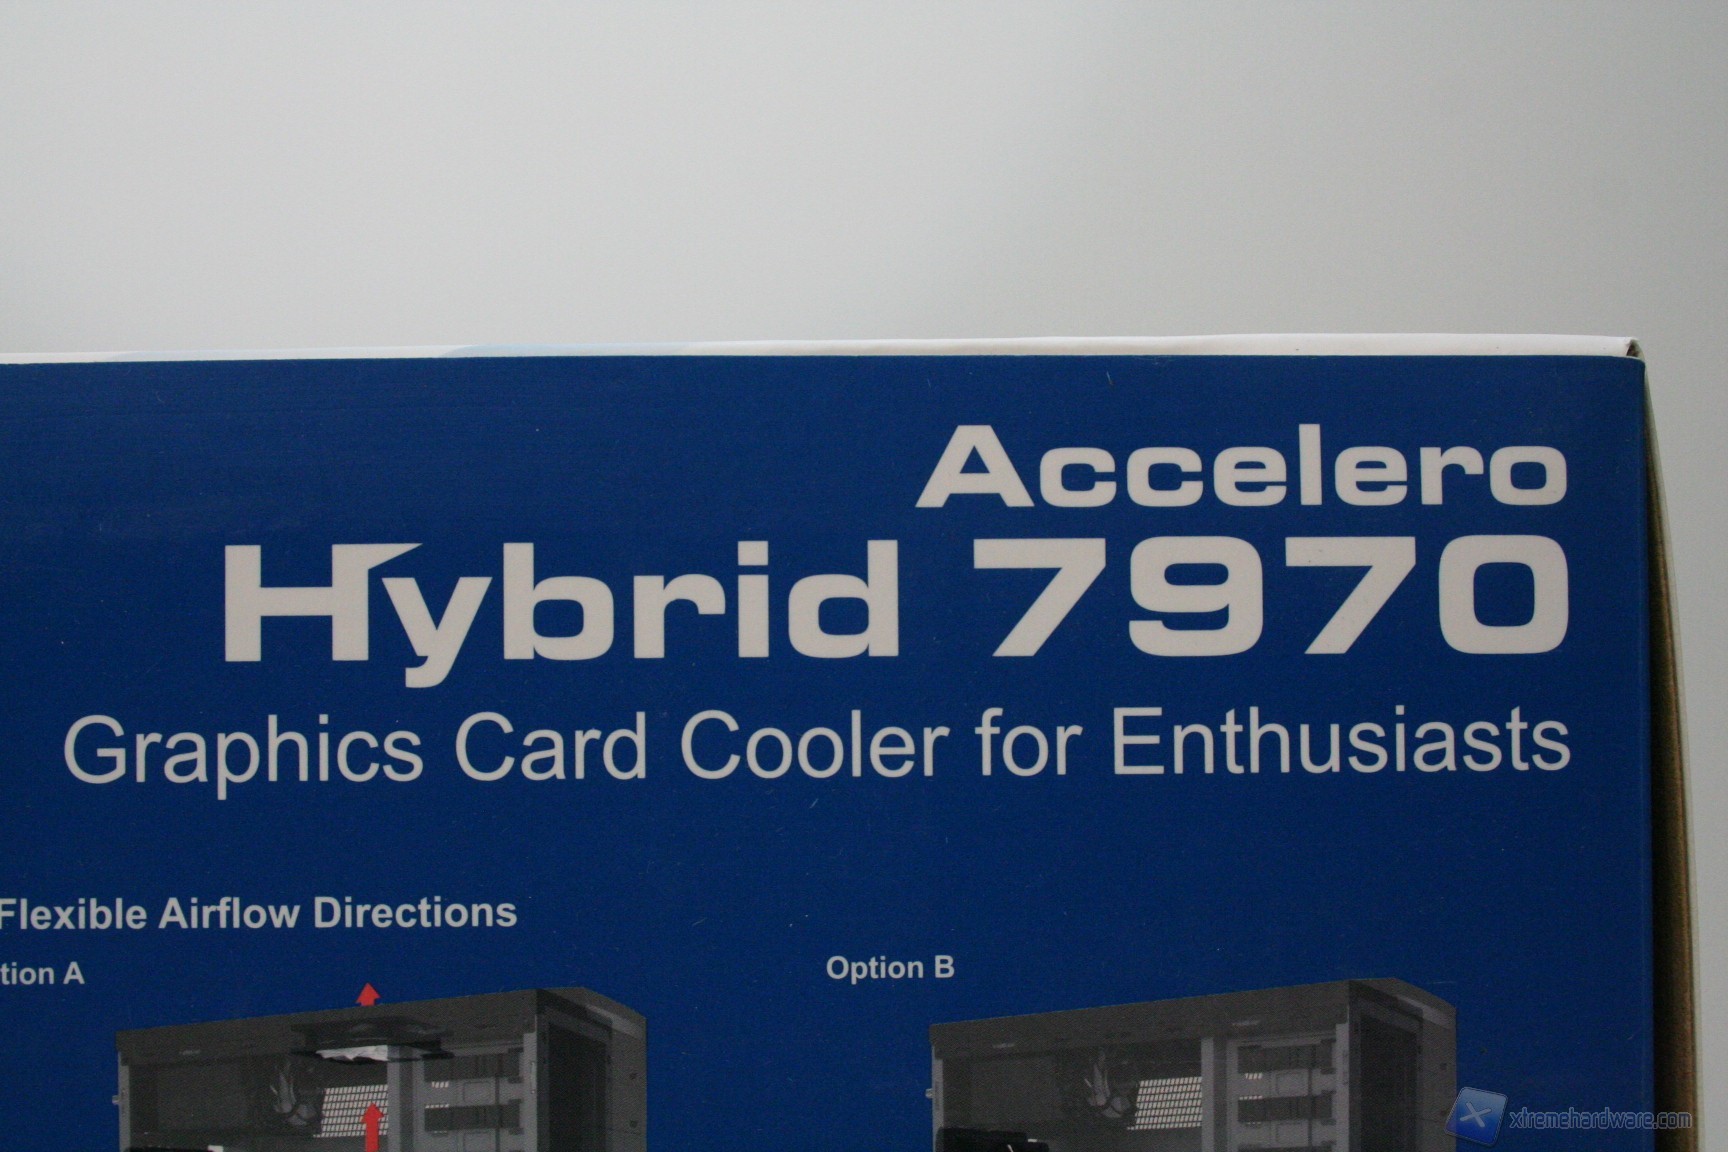 Accelero
Hybrid 7970
Graphics Card Cooler for Enthusiasts
Flexible Airflow Directions
tion A
Option B
xtremehardware.com